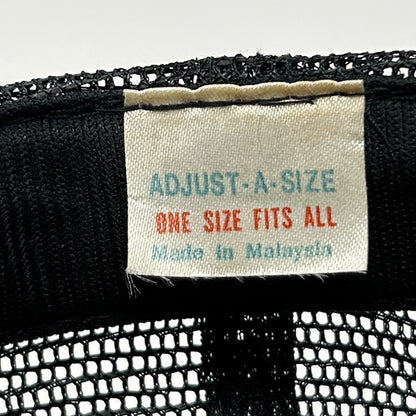 ADJUST-A-SIZE
ONE SIZE FITS ALL
Made in Malaysia